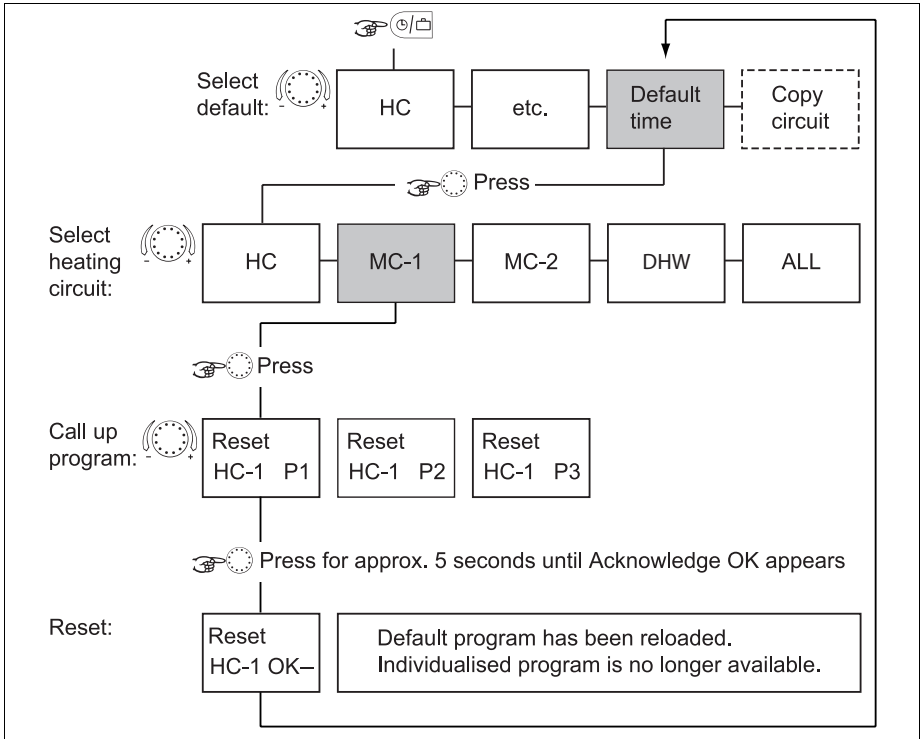 Select
default:
- +
HC
etc.
Default
time
Copy
circuit
Press
Select
heating
circuit:
- +
HC
MC-1
MC-2
DHW
ALL
Press
Call up
program:
- +
Reset
HC-1 P1
Reset
HC-1 P2
Reset
HC-1 P3
Press for approx. 5 seconds until Acknowledge OK appears
Reset:
Reset
HC-1 OK–
Default program has been reloaded.
Individualised program is no longer available.